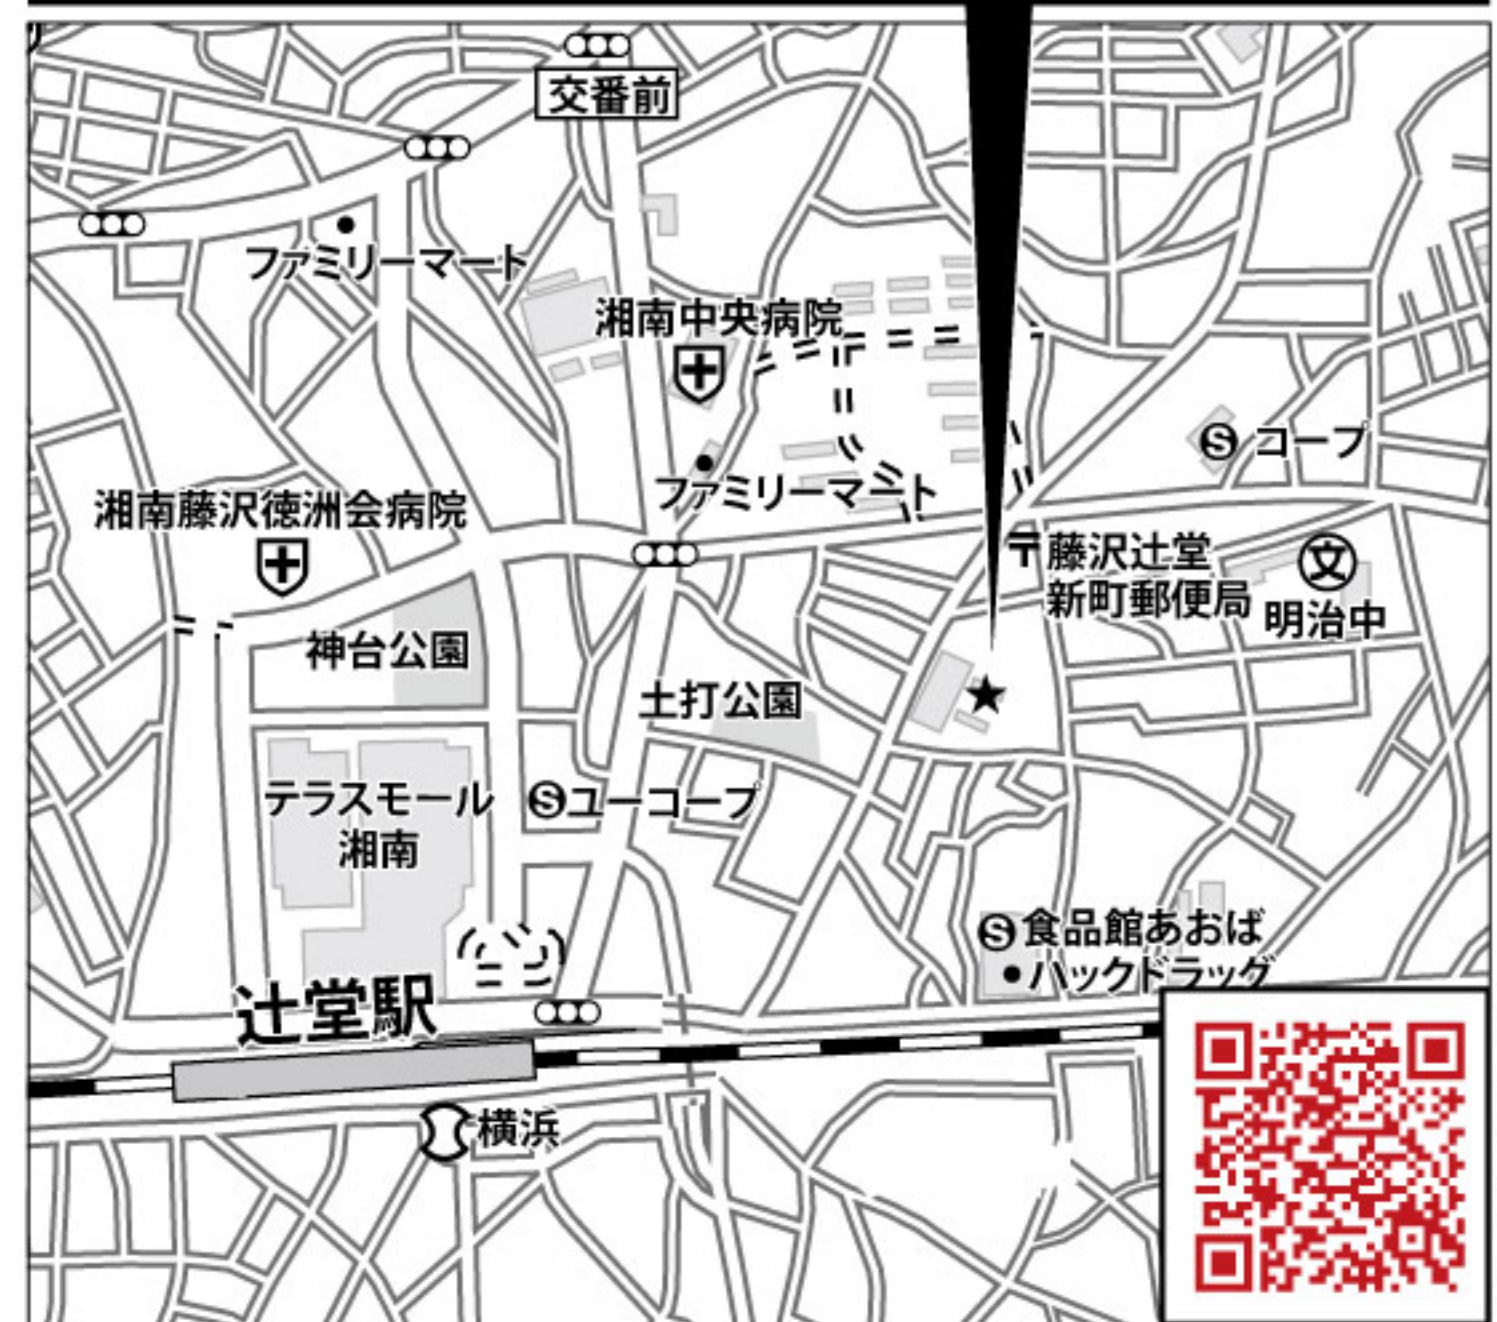 交番前
ファミリーマート
湘南中央病院
コープ
ファミリーマート
湘南藤沢徳洲会病院
藤沢辻堂
新町郵便局
文
明治中
神台公園
土打公園
テラスモール
湘南
Sユーコープ
S食品館あおば
ハックドラッグ
辻堂駅
横浜